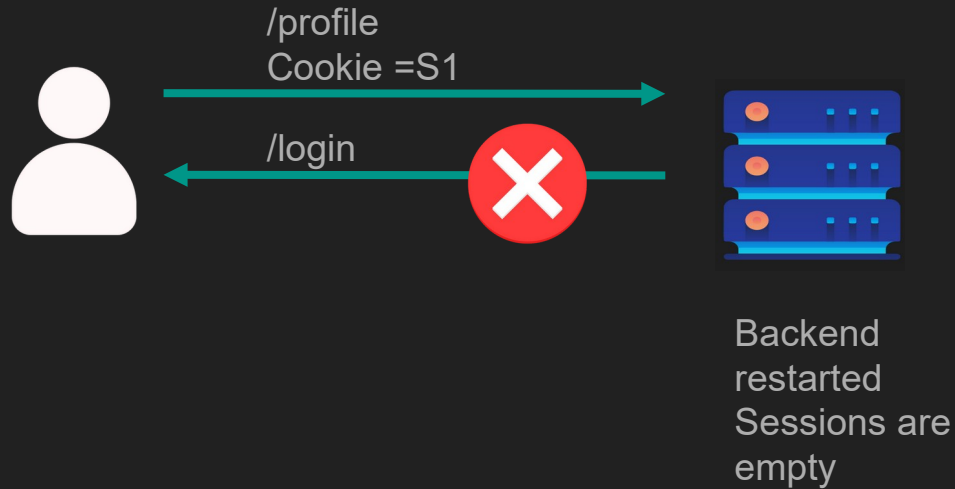 /profile
Cookie =S1
/login
Backend
restarted
Sessions are
empty